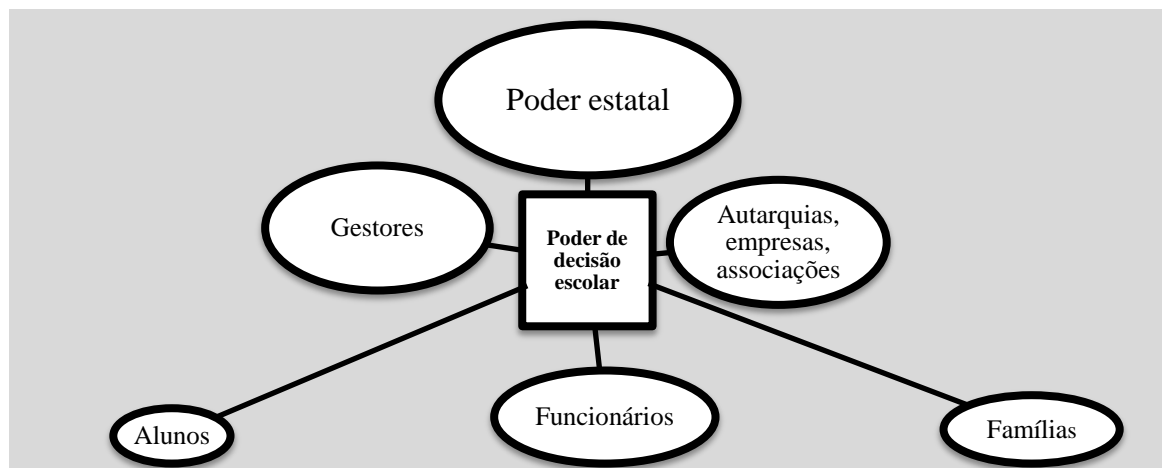 Poder estatal
Gestores
Poder de
decisão
escolar
Autarquias,
empresas,
associações
Alunos
Funcionários
Famílias